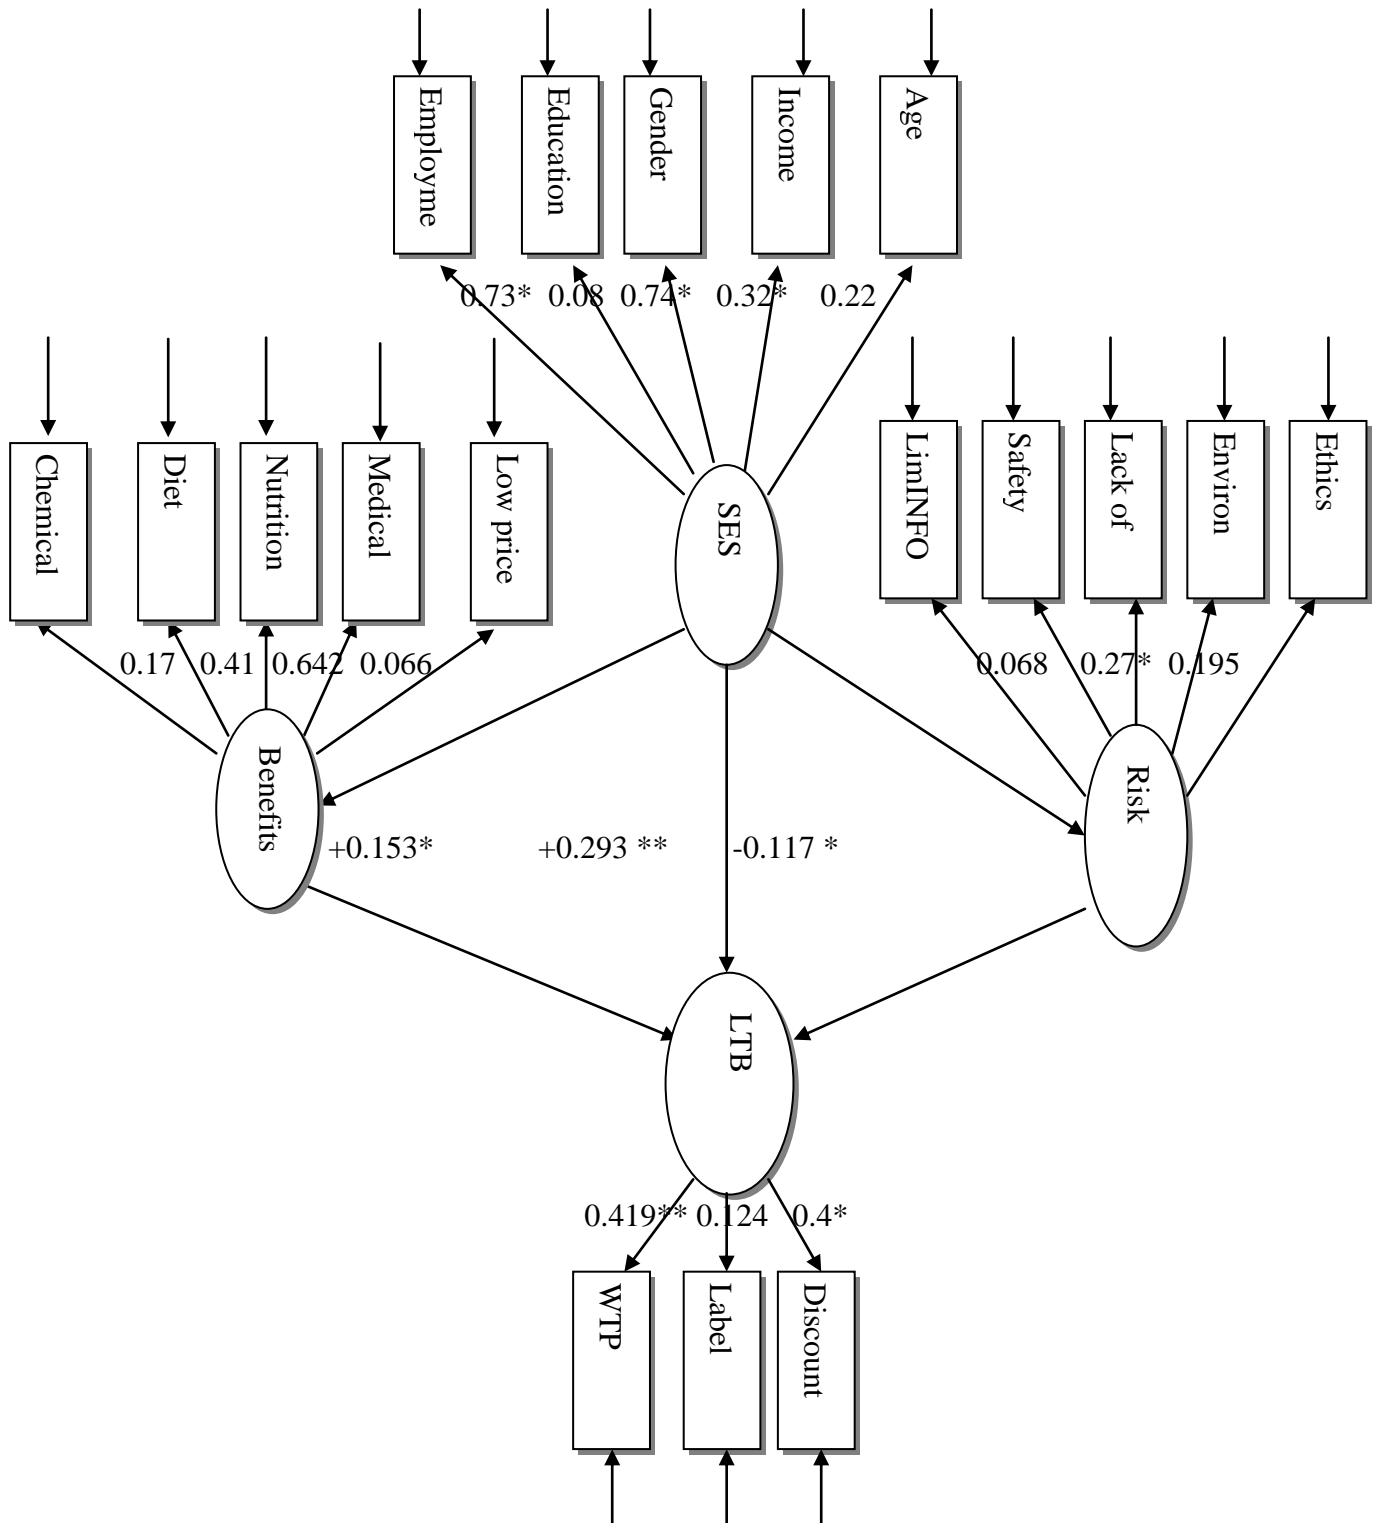 Employme
Education
Gender
Income
Age
0.73* 0.08 0.74* 0.32* 0.22
Chemical
Diet
Nutrition
Medical
Low price
SES
LimINFO
Safety
Lack of
Environ
Ethics
0.17 0.41 0.642 0.066
0.068 0.27* 0.195
Benefits
Risk
+0.153* +0.293 ** -0.117 *
LTB
0.419** 0.124 0.4*
WTP
Label
Discount